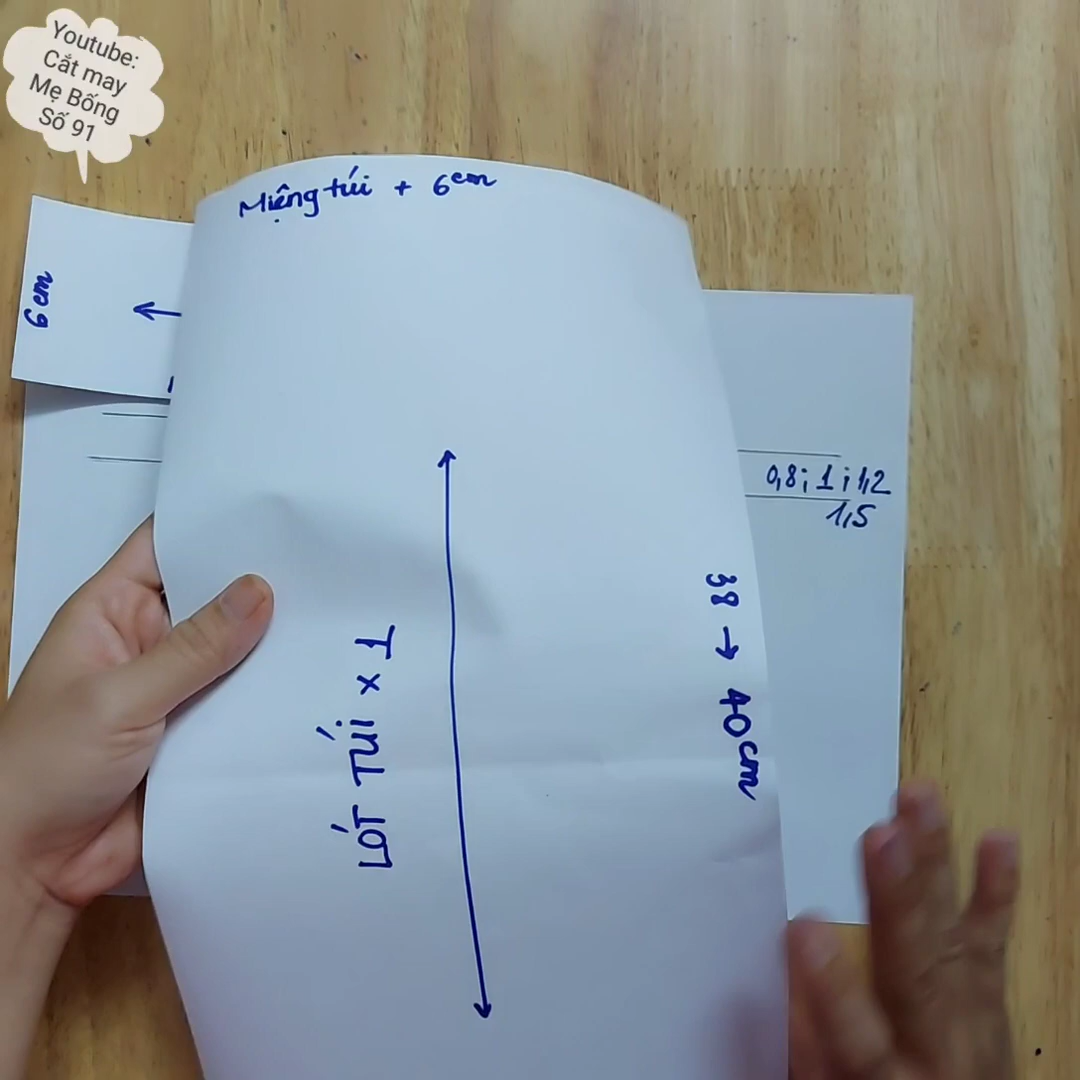 Youtube:
Cắt may
Mẹ Bống
Số 91
Miệng túi + 6cm
6cm
0,8; 1; 1,2
1,5
38 → 40cm
LÓT TÚI x 1